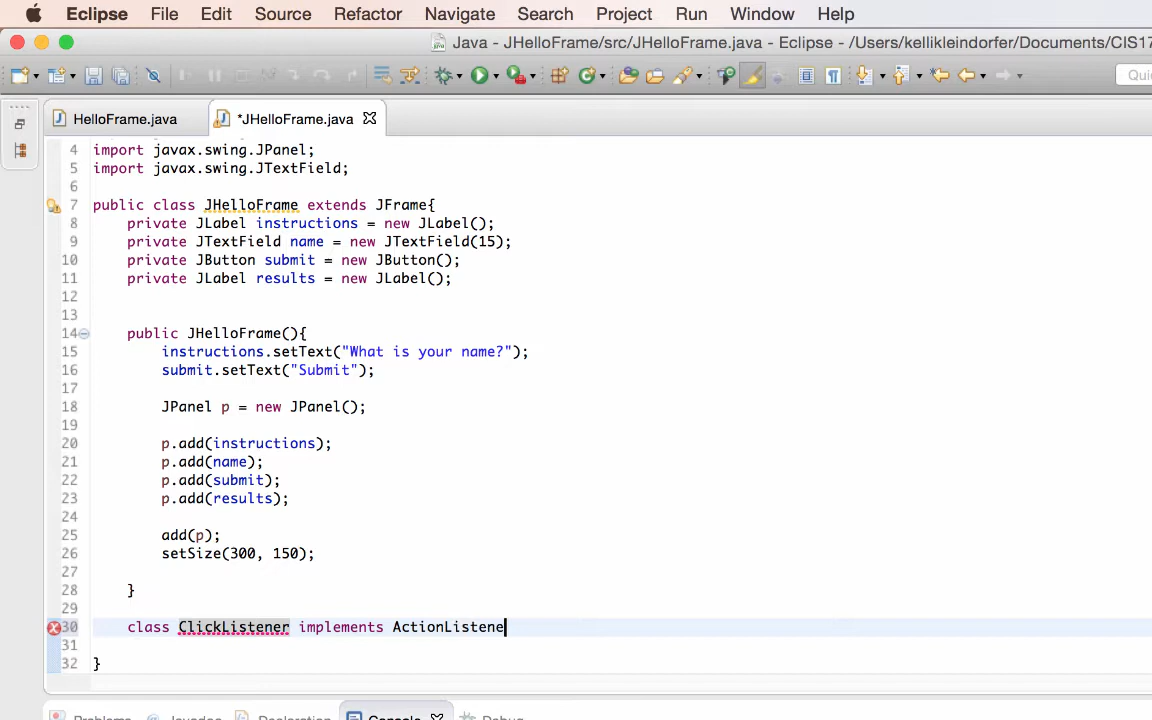 Eclipse File Edit Source Refactor Navigate Search Project Run Window Help
Java - JHelloFrame/src/JHelloFrame.java - Eclipse - /Users/kellikleindorfer/Documents/CIS17
Quic
HelloFrame.java *JHelloFrame.java
4 import javax.swing.JPanel;
5 import javax.swing.JTextField;
6
7 public class JHelloFrame extends JFrame{
8 private JLabel instructions = new JLabel();
9 private JTextField name = new JTextField(15);
10 private JButton submit = new JButton();
11 private JLabel results = new JLabel();
12
13
14 public JHelloFrame(){
15 instructions.setText("What is your name?");
16 submit.setText("Submit");
17
18 JPanel p = new JPanel();
19
20 p.add(instructions);
21 p.add(name);
22 p.add(submit);
23 p.add(results);
24
25 add(p);
26 setSize(300, 150);
27
28 }
29
30 class ClickListener implements ActionListene
31
32 }
Problems Javadoc Declaration Console Debug